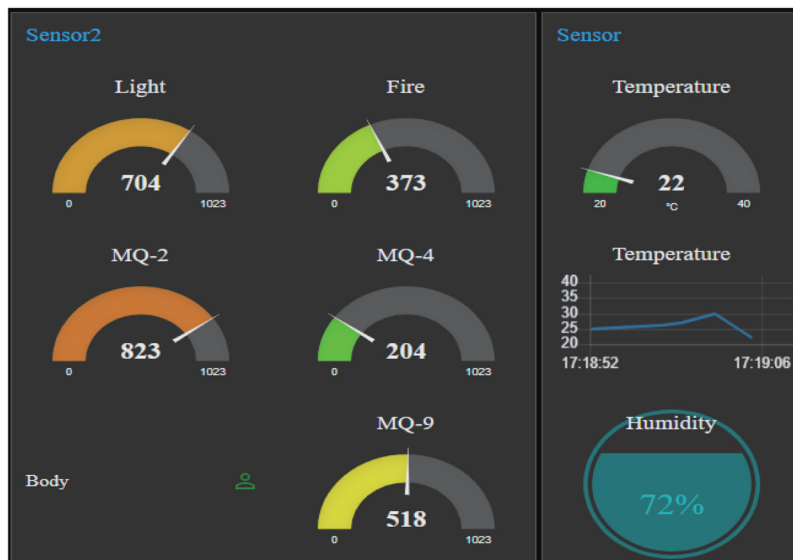 Sensor2
Light
704
0 1023
Fire
373
0 1023
MQ-2
823
0 1023
MQ-4
204
0 1023
Body
MQ-9
518
0 1023
Sensor
Temperature
22
20 °C 40
Temperature
40
35
30
25
20
17:18:52 17:19:06
Humidity
72%